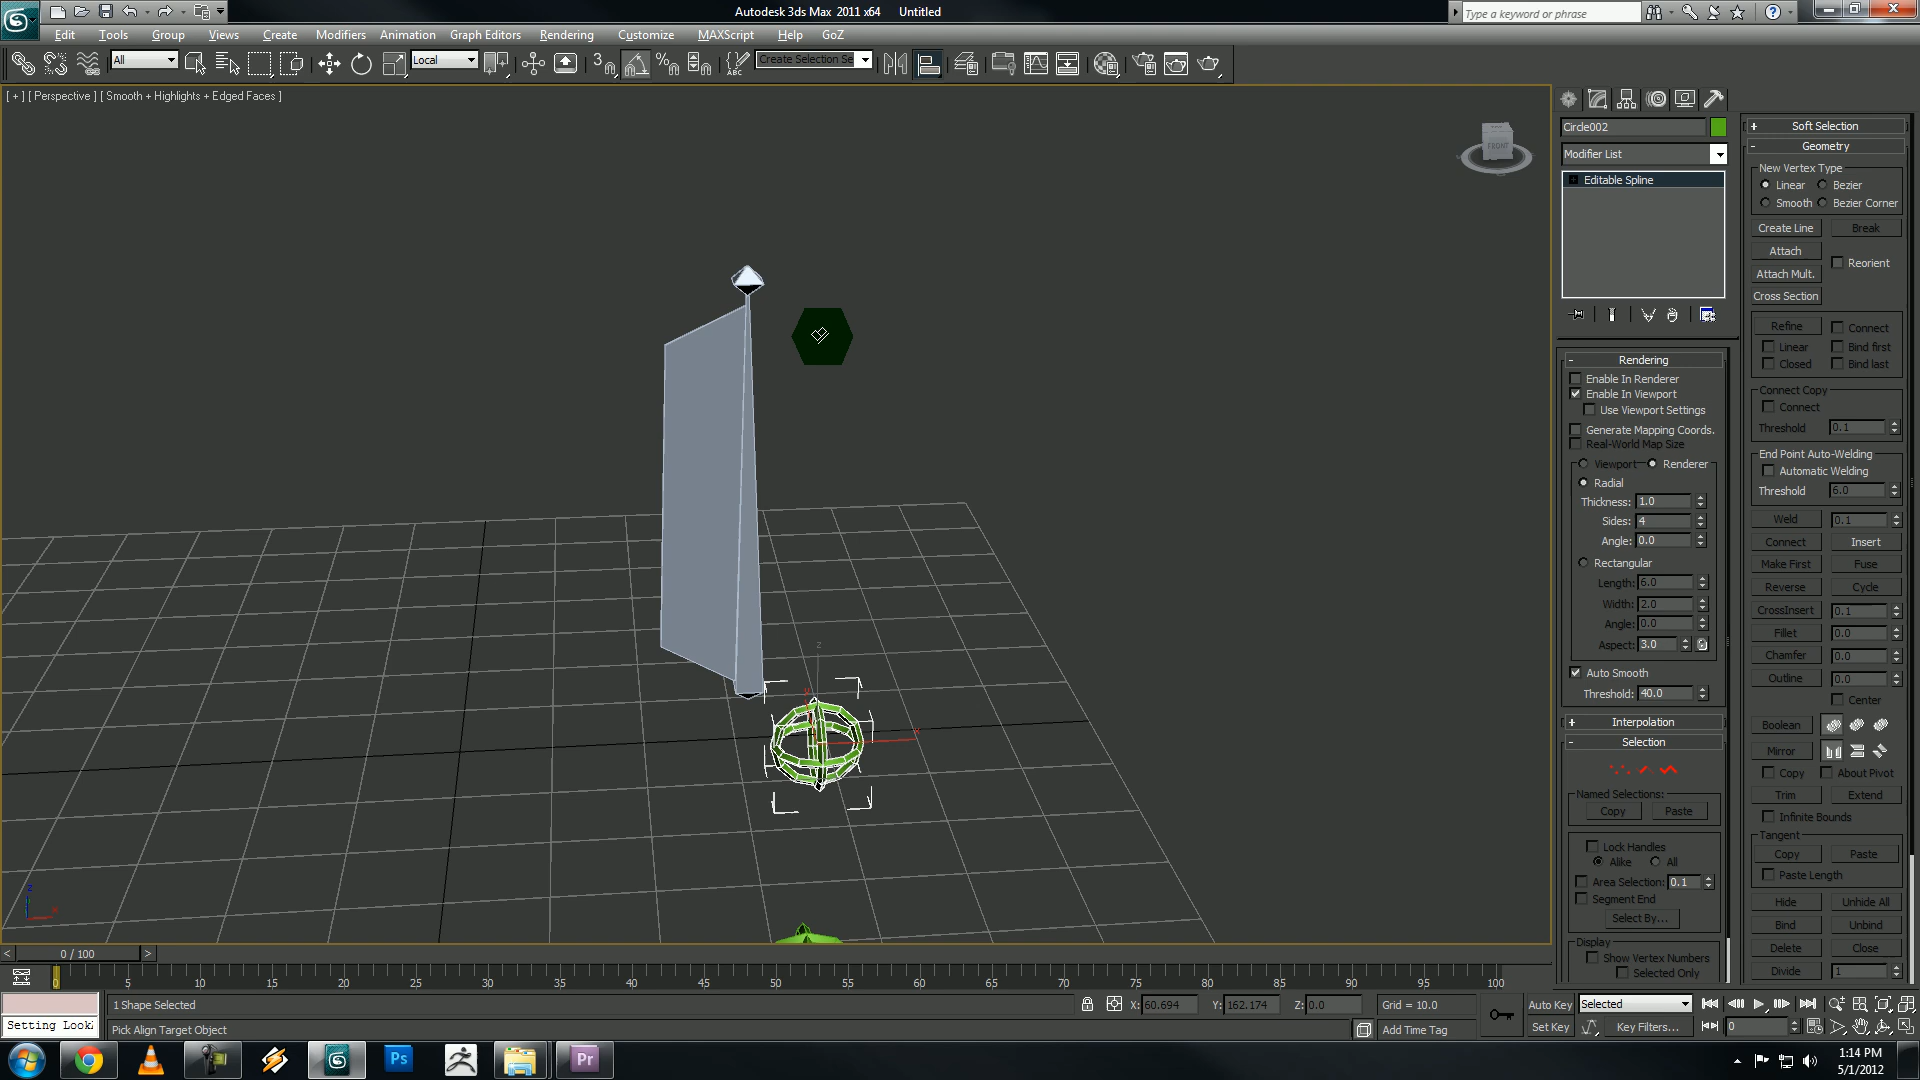 Autodesk 3ds Max 2011 x64 Untitled
Type a keyword or phrase
Edit Tools Group Views Create Modifiers Animation Graph Editors Rendering Customize MAXScript Help GoZ
All
Local
3
ABC
Create Selection Se
[ + ] [ Perspective ] [ Smooth + Highlights + Edged Faces ]
FRONT
Circle002
Modifier List
Editable Spline
Rendering
Enable In Renderer
Enable In Viewport
Use Viewport Settings
Generate Mapping Coords.
Real-World Map Size
Viewport Renderer
Radial
Thickness: 1.0
Sides: 4
Angle: 0.0
Rectangular
Length: 6.0
Width: 2.0
Angle: 0.0
Aspect: 3.0
Auto Smooth
Threshold: 40.0
Interpolation
Selection
Named Selections:
Copy Paste
Lock Handles
Alike All
Area Selection: 0.1
Segment End
Select By...
Display
Show Vertex Numbers
Selected Only
Soft Selection
Geometry
New Vertex Type
Linear Bezier
Smooth Bezier Corner
Create Line Break
Attach
Reorient
Attach Mult.
Cross Section
Refine Connect
Linear Bind first
Closed Bind last
Connect Copy
Connect
Threshold 0.1
End Point Auto-Welding
Automatic Welding
Threshold 6.0
Weld 0.1
Connect Insert
Make First Fuse
Reverse Cycle
CrossInsert 0.1
Fillet 0.0
Chamfer 0.0
Outline 0.0
Center
Boolean
Mirror
Copy About Pivot
Trim Extend
Infinite Bounds
Tangent
Copy Paste
Paste Length
Hide Unhide All
Bind Unbind
Delete Close
Divide 1
z
x
y
z
x
< 0 / 100 >
0 5 10 15 20 25 30 35 40 45 50 55 60 65 70 75 80 85 90 95 100
1 Shape Selected
X: 60.694 Y: 162.174 Z: 0.0 Grid = 10.0
Auto Key Selected
Setting Look
Pick Align Target Object
Add Time Tag
Set Key Key Filters... 0
Ps
Pr
1:14 PM
5/1/2012